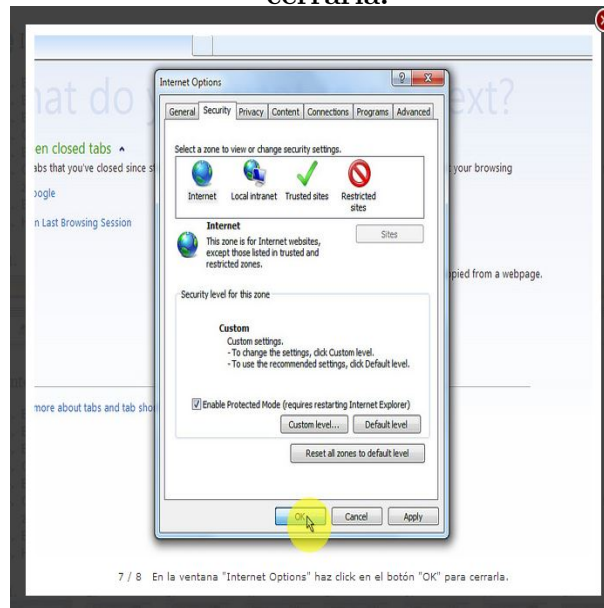 cerrarla.
hat do
ext?
Internet Options
General Security Privacy Content Connections Programs Advanced
Select a zone to view or change security settings.
Internet Local intranet Trusted sites Restricted sites
Internet
This zone is for Internet websites,
except those listed in trusted and
restricted zones.
Sites
Security level for this zone
Custom
Custom settings.
- To change the settings, click Custom level.
- To use the recommended settings, click Default level.
Enable Protected Mode (requires restarting Internet Explorer)
Custom level... Default level
Reset all zones to default level
OK Cancel Apply
en closed tabs
abs that you've closed since
oogle
n Last Browsing Session
more about tabs and tab sho
your browsing
opied from a webpage.
7 / 8 En la ventana "Internet Options" haz click en el botón "OK" para cerrarla.